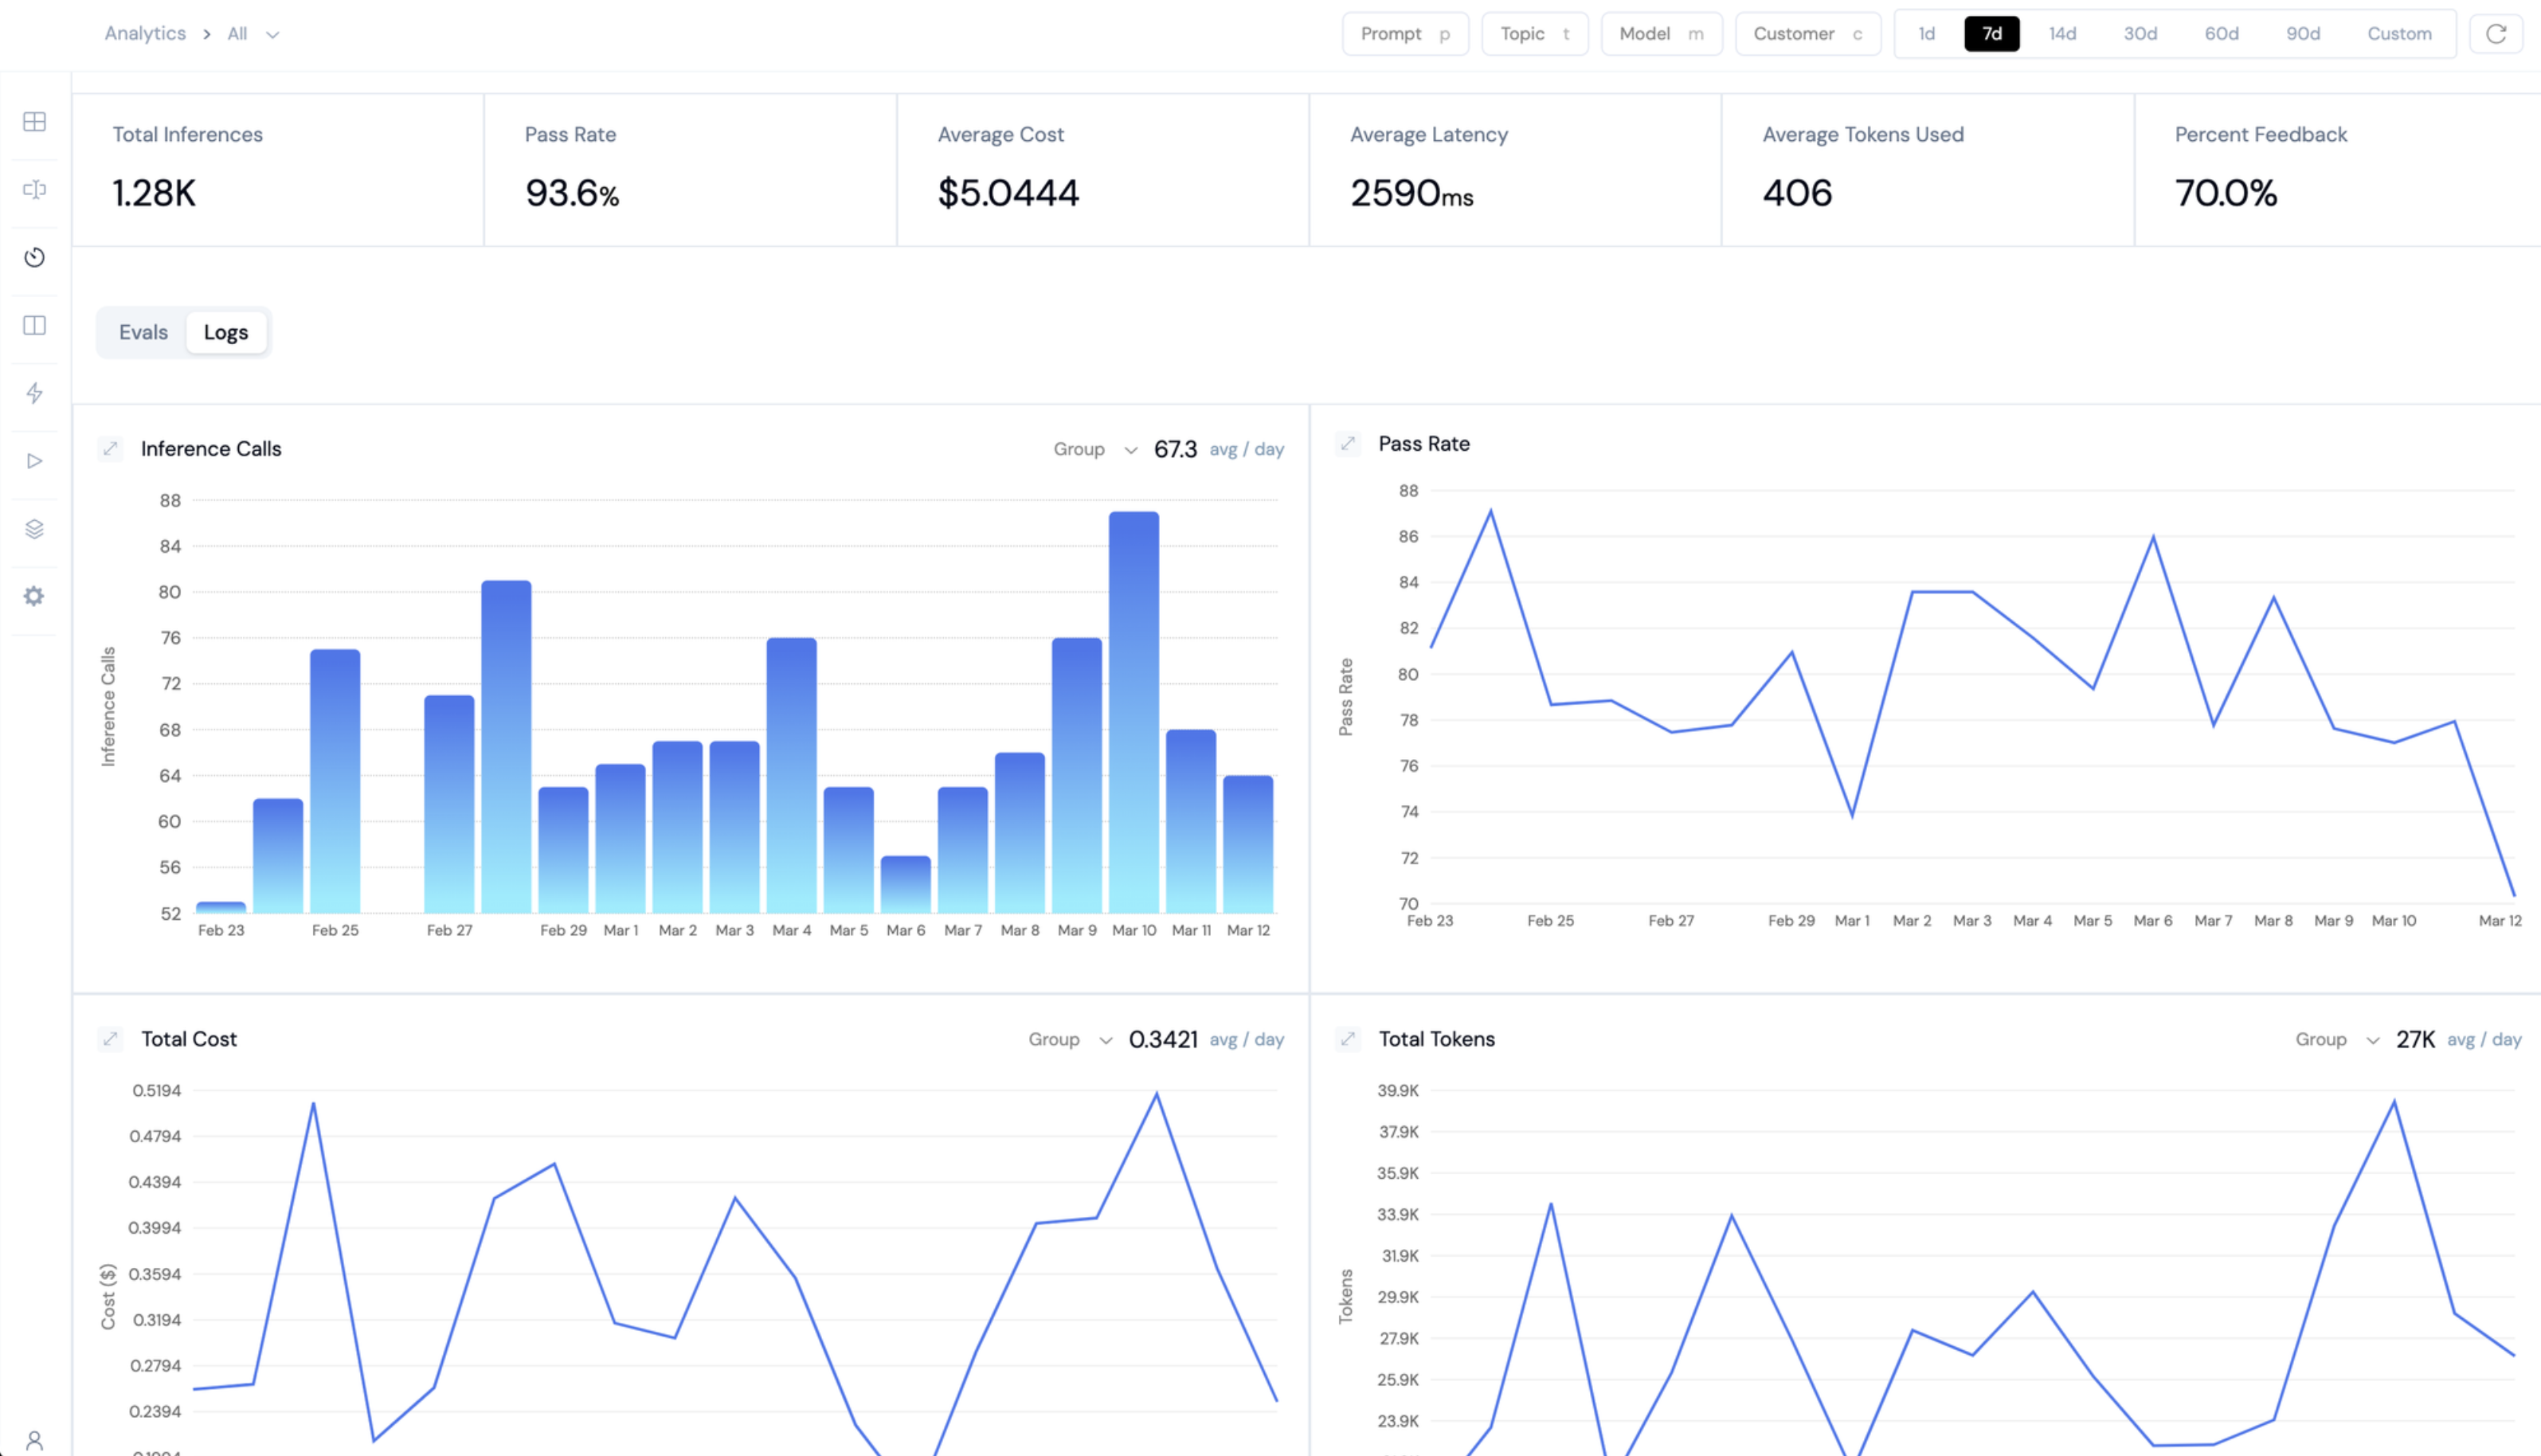 Analytics > All
Prompt p Topic t Model m Customer c 1d 7d 14d 30d 60d 90d Custom
Total Inferences
1.28K
Pass Rate
93.6%
Average Cost
$5.0444
Average Latency
2590ms
Average Tokens Used
406
Percent Feedback
70.0%
Evals Logs
Inference Calls
Group 67.3 avg / day
Inference Calls
88
84
80
76
72
68
64
60
56
52
Feb 23 Feb 25 Feb 27 Feb 29 Mar 1 Mar 2 Mar 3 Mar 4 Mar 5 Mar 6 Mar 7 Mar 8 Mar 9 Mar 10 Mar 11 Mar 12
Pass Rate
Pass Rate
88
86
84
82
80
78
76
74
72
70
Feb 23 Feb 25 Feb 27 Feb 29 Mar 1 Mar 2 Mar 3 Mar 4 Mar 5 Mar 6 Mar 7 Mar 8 Mar 9 Mar 10 Mar 12
Total Cost
Group 0.3421 avg / day
Cost ($)
0.5194
0.4794
0.4394
0.3994
0.3594
0.3194
0.2794
0.2394
Total Tokens
Group 27K avg / day
Tokens
39.9K
37.9K
35.9K
33.9K
31.9K
29.9K
27.9K
25.9K
23.9K